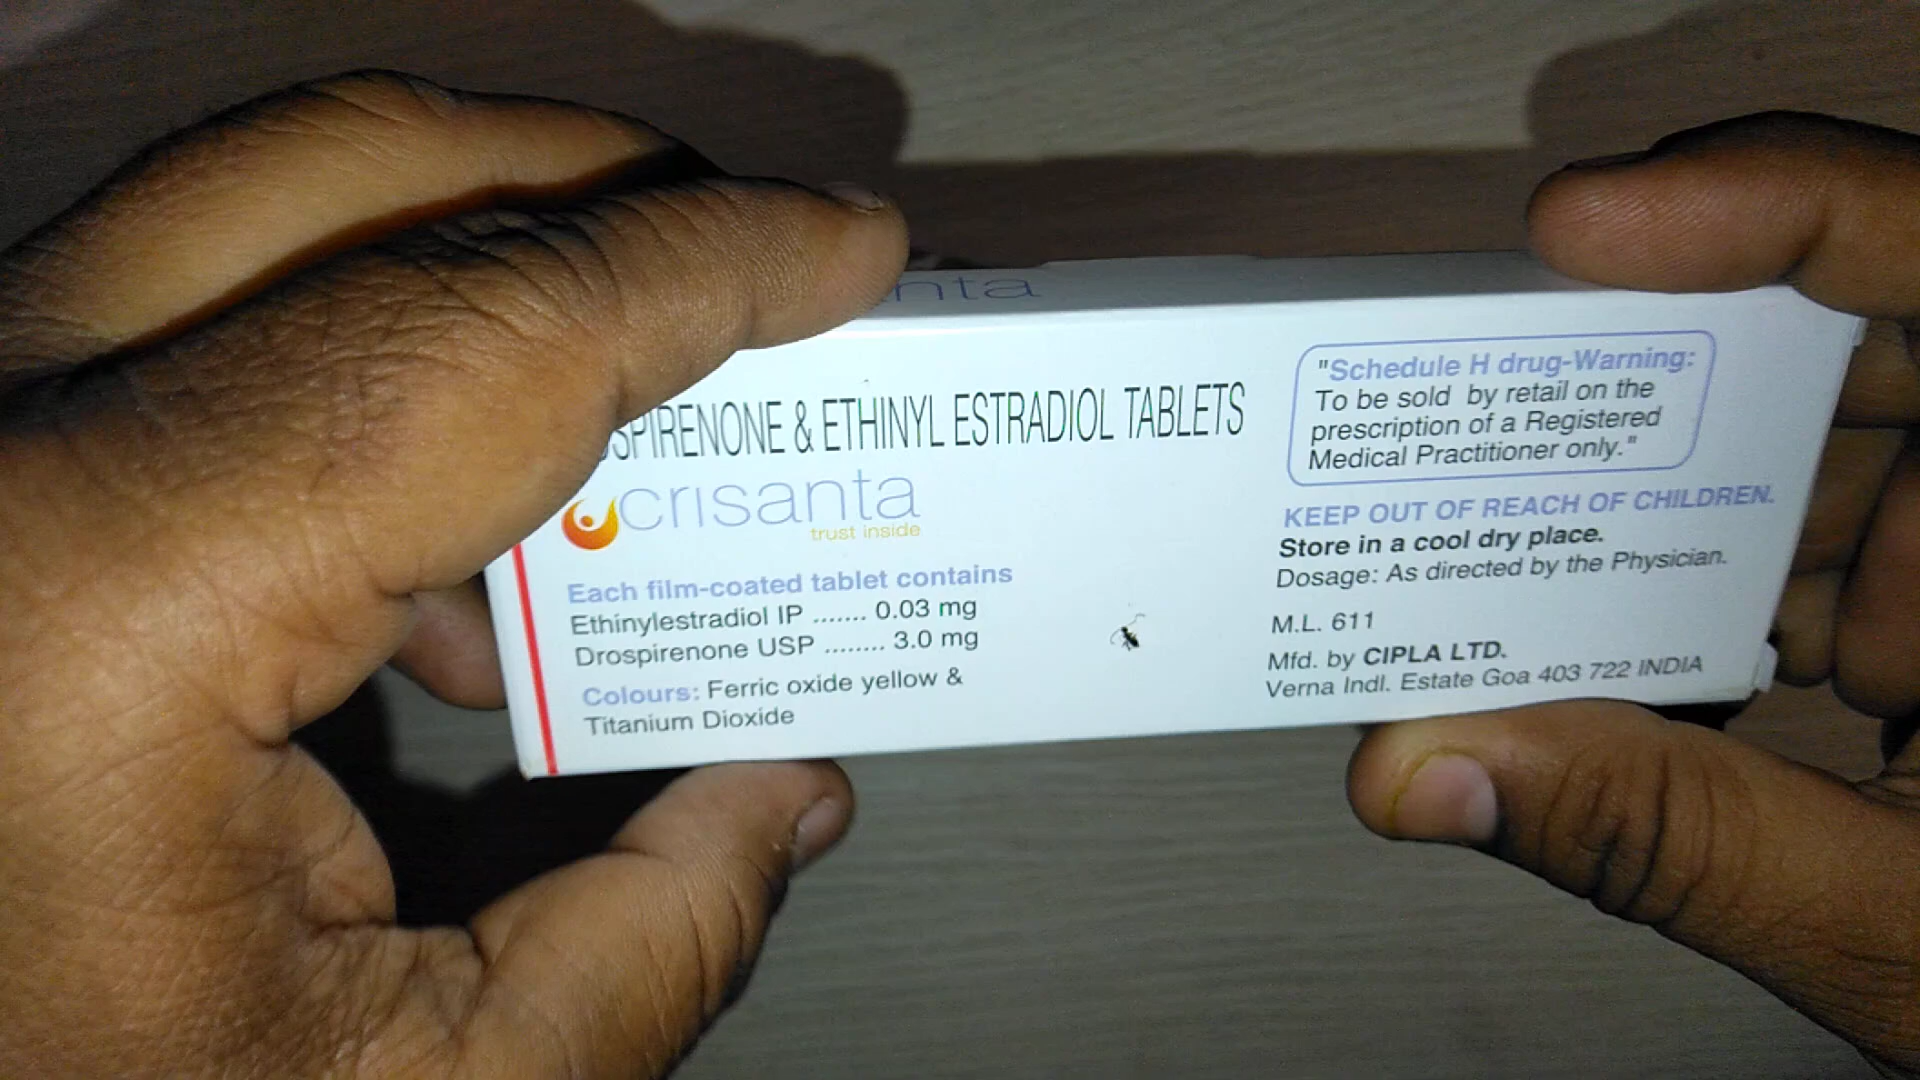 nta
SPIRENONE & ETHINYL ESTRADIOL TABLETS
crisanta
trust inside
Each film-coated tablet contains
Ethinylestradiol IP ....... 0.03 mg
Drospirenone USP ........ 3.0 mg
Colours: Ferric oxide yellow &
Titanium Dioxide
"Schedule H drug-Warning:
To be sold by retail on the
prescription of a Registered
Medical Practitioner only."
KEEP OUT OF REACH OF CHILDREN.
Store in a cool dry place.
Dosage: As directed by the Physician.
M.L. 611
Mfd. by CIPLA LTD.
Verna Indl. Estate Goa 403 722 INDIA